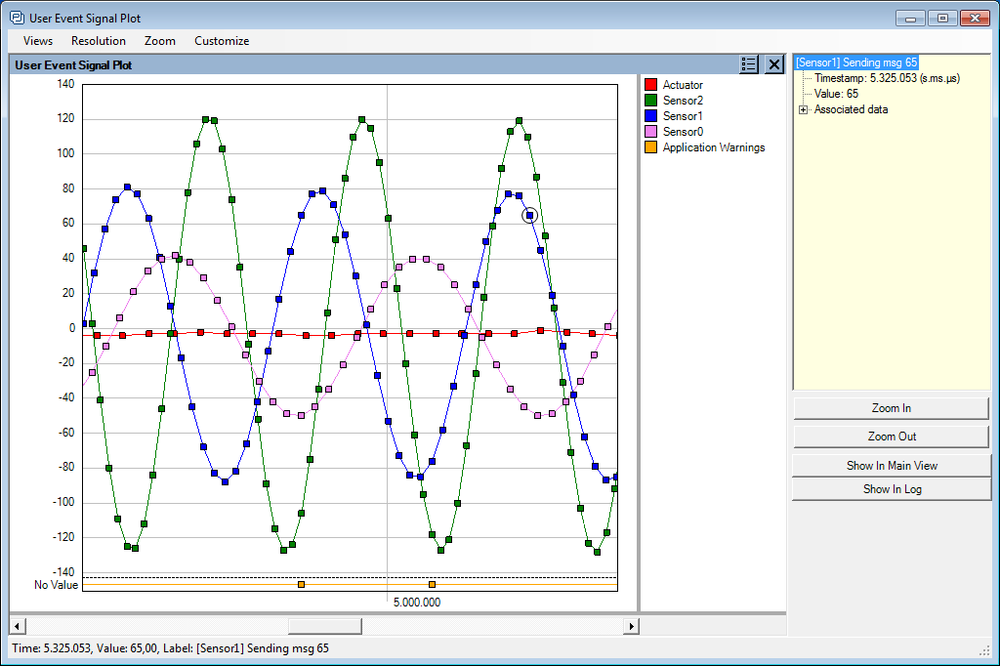 User Event Signal Plot
Views Resolution Zoom Customize
User Event Signal Plot
140
120
100
80
60
40
20
0
-20
-40
-60
-80
-100
-120
-140
No Value
5.000.000
Actuator
Sensor2
Sensor1
Sensor0
Application Warnings
[Sensor1] Sending msg 65
Timestamp: 5.325.053 (s.ms.µs)
Value: 65
Associated data
Zoom In
Zoom Out
Show In Main View
Show In Log
Time: 5.325.053, Value: 65,00, Label: [Sensor1] Sending msg 65